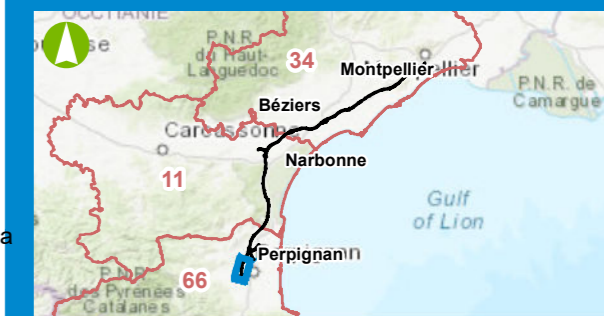 OCCITANIE
P.N.R.
du Haut-
Languedoc
34
Montpellier
Béziers
P.N.R. de
Camargue
Carcassonne
Narbonne
11
Gulf
of Lion
a
Perpignan
66
P.N.R.
des Pyrénées
Catalanes